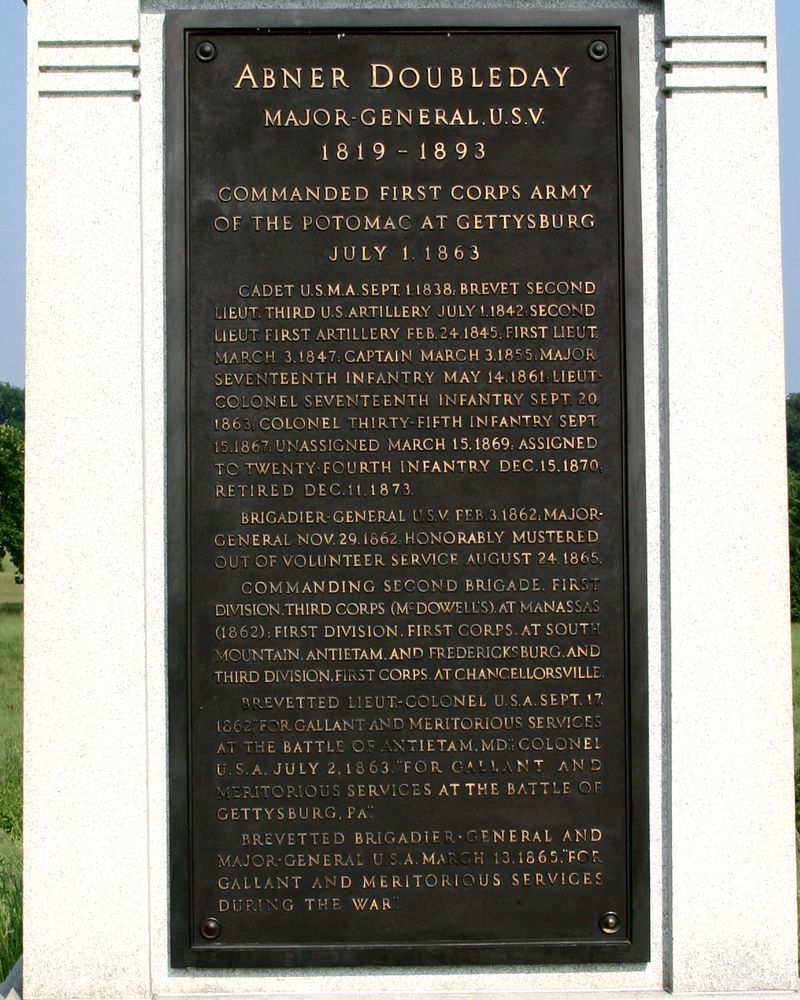 ABNER DOUBLEDAY
MAJOR-GENERAL. U.S.V.
1819 - 1893
COMMANDED FIRST CORPS ARMY
OF THE POTOMAC AT GETTYSBURG
JULY 1. 1863
CADET U.S.M.A. SEPT. 1.1838; BREVET SECOND
LIEUT. THIRD U.S. ARTILLERY JULY 1.1842; SECOND
LIEUT. FIRST ARTILLERY FEB. 24. 1845; FIRST LIEUT.
MARCH 3. 1847; CAPTAIN MARCH 3.1855; MAJOR
SEVENTEENTH INFANTRY MAY 14.1861; LIEUT-
COLONEL SEVENTEENTH INFANTRY SEPT. 20
1863; COLONEL THIRTY-FIFTH INFANTRY SEPT.
15.1867; UNASSIGNED MARCH 15.1869; ASSIGNED
TO TWENTY-FOURTH INFANTRY DEC. 15.1870;
RETIRED DEC. 11. 1873.
BRIGADIER-GENERAL U.S.V. FEB. 3.1862; MAJOR-
GENERAL NOV. 29.1862; HONORABLY MUSTERED
OUT OF VOLUNTEER SERVICE AUGUST 24.1865.
COMMANDING SECOND BRIGADE. FIRST
DIVISION. THIRD CORPS (McDOWELL'S). AT MANASSAS
(1862); FIRST DIVISION. FIRST CORPS. AT SOUTH
MOUNTAIN. ANTIETAM. AND FREDERICKSBURG. AND
THIRD DIVISION. FIRST CORPS. AT CHANCELLORSVILLE.
BREVETTED LIEUT-COLONEL U.S.A. SEPT. 17.
1862. "FOR GALLANT AND MERITORIOUS SERVICES
AT THE BATTLE OF ANTIETAM, MD."; COLONEL
U.S.A. JULY 2. 1863. "FOR GALLANT AND
MERITORIOUS SERVICES AT THE BATTLE OF
GETTYSBURG, PA."
BREVETTED BRIGADIER-GENERAL AND
MAJOR-GENERAL U.S.A. MARCH 13. 1865. "FOR
GALLANT AND MERITORIOUS SERVICES
DURING THE WAR."